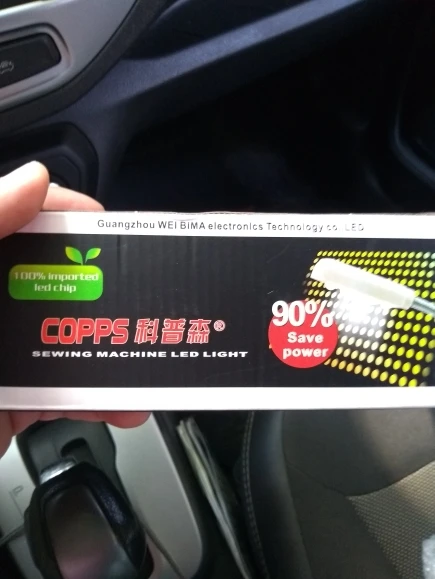 Guangzhou WEI BIMA electronics Technology co. LED
100% imported
led chip
COPPS 科普森®
SEWING MACHINE LED LIGHT
90%
Save
power
P